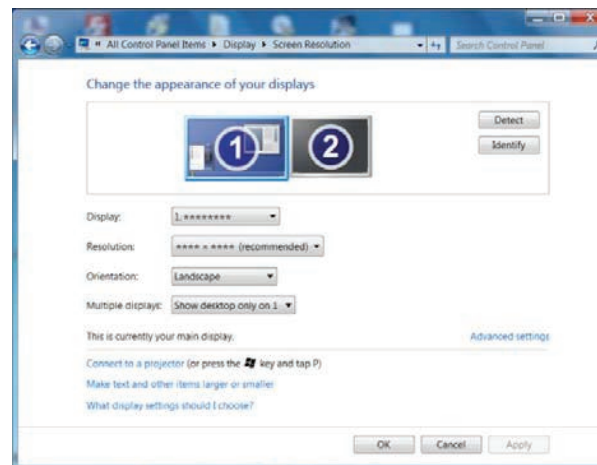 « All Control Panel Items ▸ Display ▸ Screen Resolution
Search Control Panel
Change the appearance of your displays
1
2
Detect
Identify
Display: 1. ********
Resolution: **** × **** (recommended)
Orientation: Landscape
Multiple displays: Show desktop only on 1
This is currently your main display.
Advanced settings
Connect to a projector (or press the key and tap P)
Make text and other items larger or smaller
What display settings should I choose?
OK
Cancel
Apply